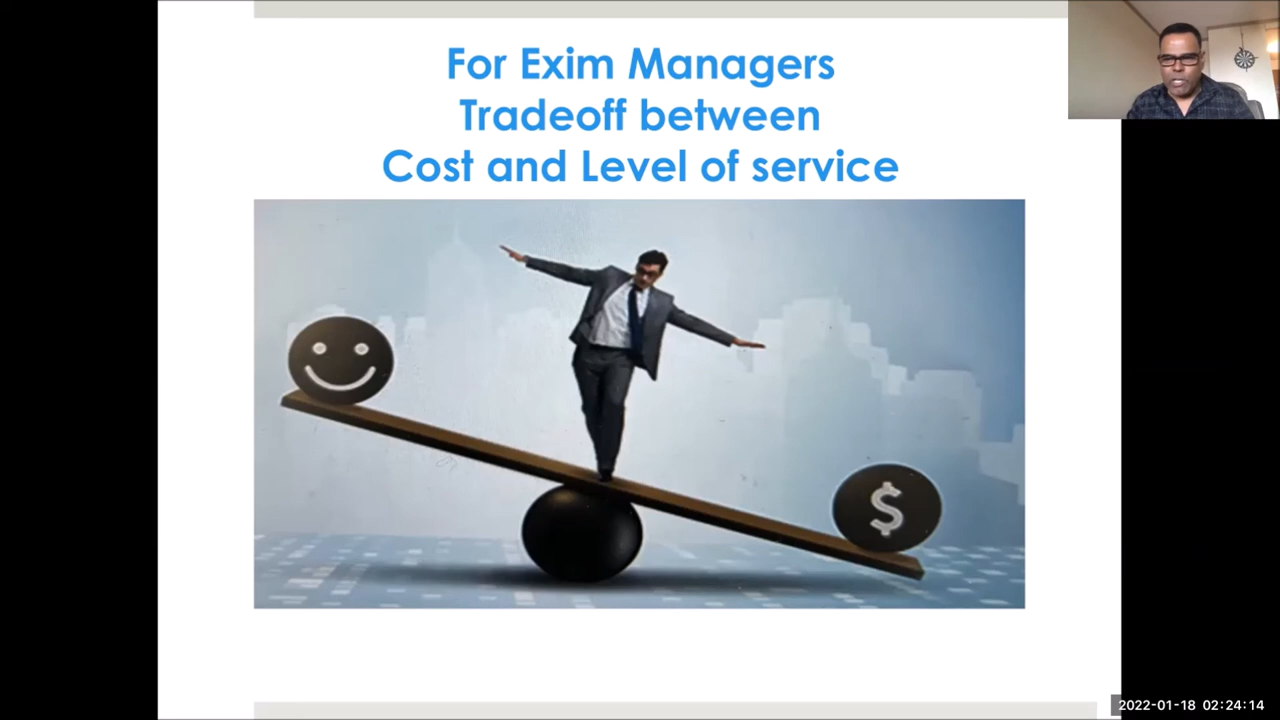 For Exim Managers
Tradeoff between
Cost and Level of service
$
2022-01-18 02:24:14